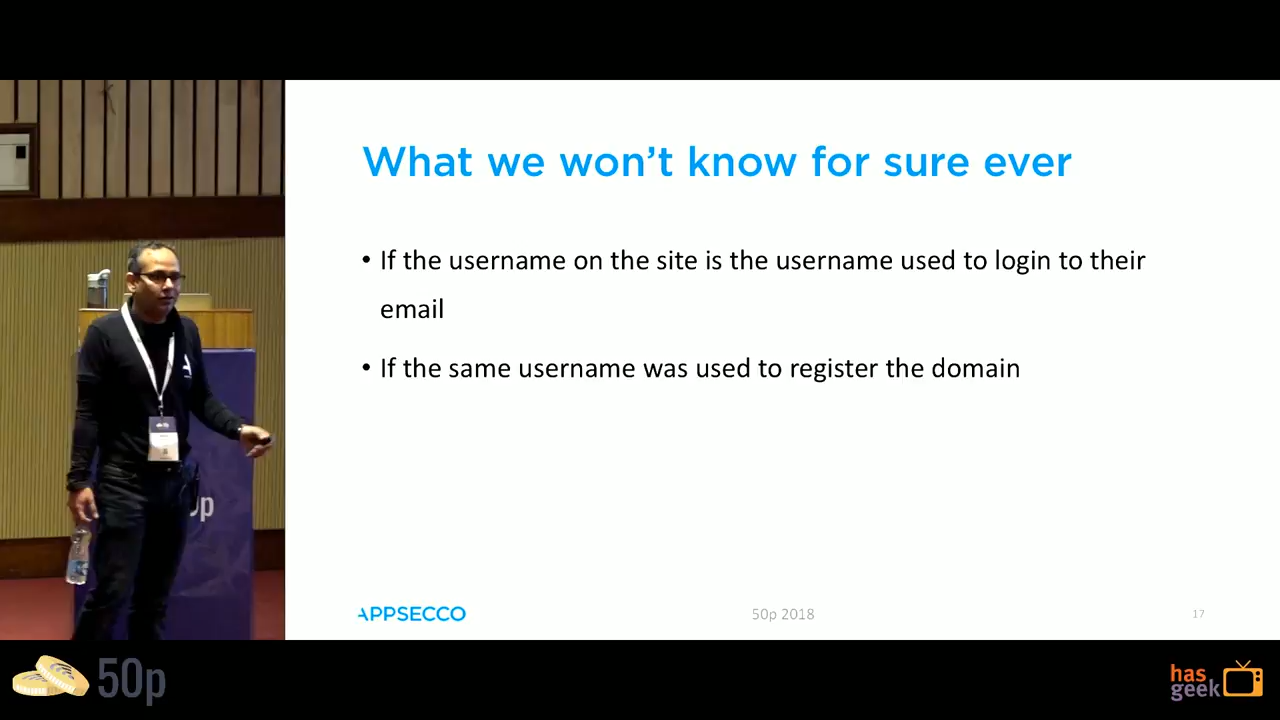 What we won't know for sure ever
• If the username on the site is the username used to login to their
email
• If the same username was used to register the domain
APPSECCO
50p 2018
17
50p
has
geek